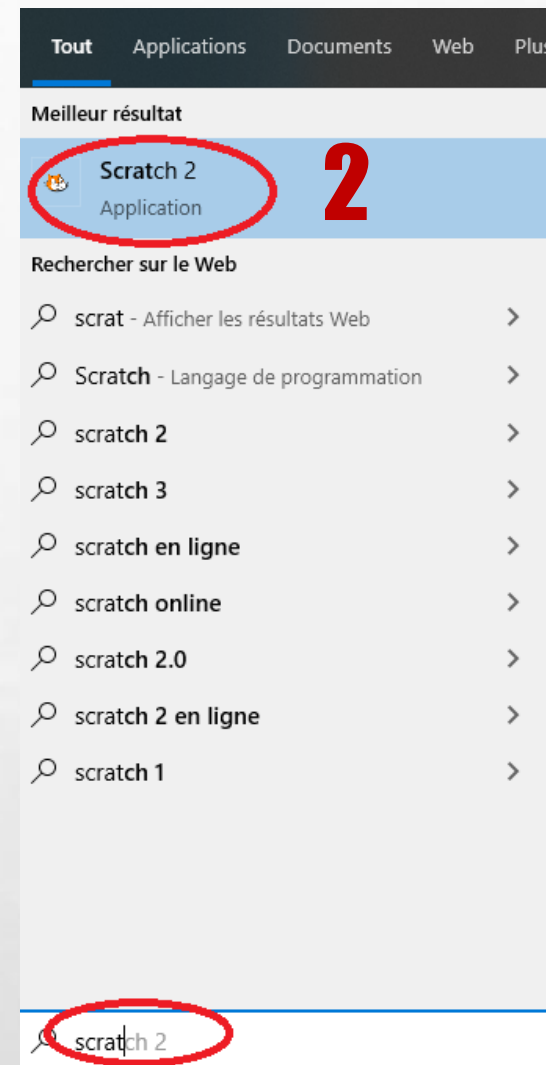 Tout Applications Documents Web Plus
Meilleur résultat
Scratch 2
Application
2
Rechercher sur le Web
scrat - Afficher les résultats Web
Scratch - Langage de programmation
scratch 2
scratch 3
scratch en ligne
scratch online
scratch 2.0
scratch 2 en ligne
scratch 1
scratch 2